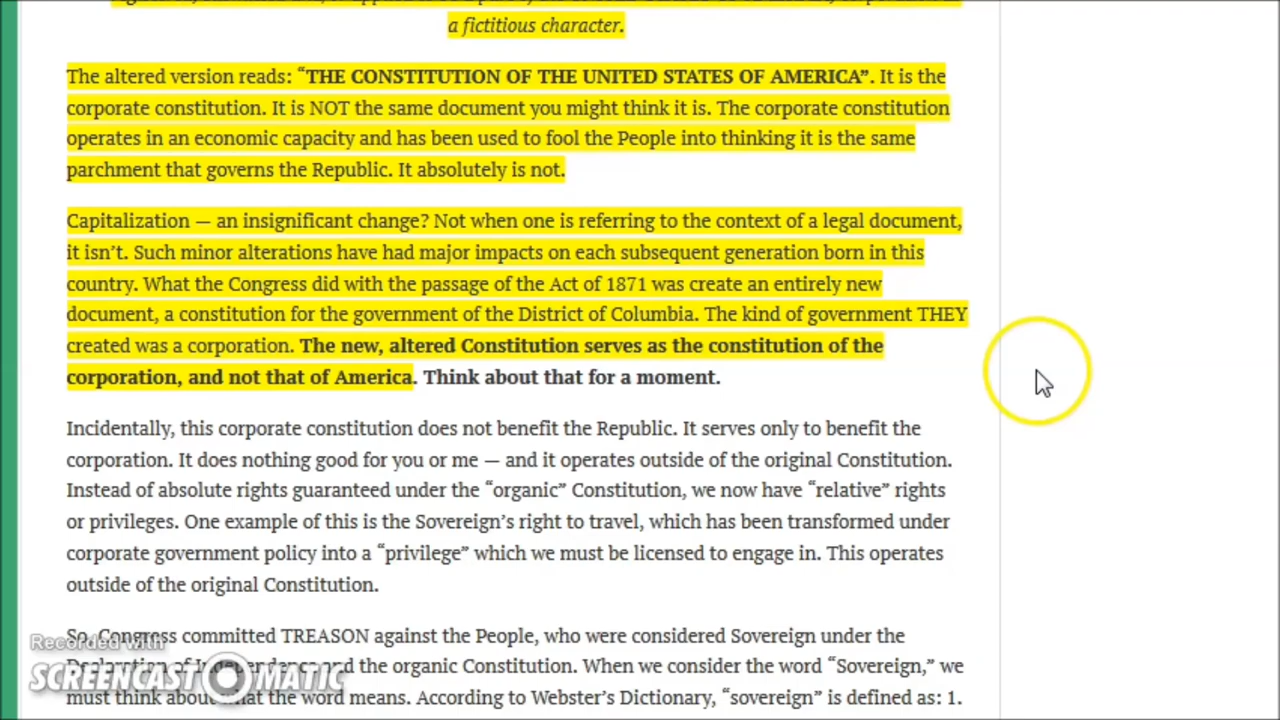 a fictitious character.
The altered version reads: “THE CONSTITUTION OF THE UNITED STATES OF AMERICA”. It is the
corporate constitution. It is NOT the same document you might think it is. The corporate constitution
operates in an economic capacity and has been used to fool the People into thinking it is the same
parchment that governs the Republic. It absolutely is not.
Capitalization — an insignificant change? Not when one is referring to the context of a legal document,
it isn’t. Such minor alterations have had major impacts on each subsequent generation born in this
country. What the Congress did with the passage of the Act of 1871 was create an entirely new
document, a constitution for the government of the District of Columbia. The kind of government THEY
created was a corporation. The new, altered Constitution serves as the constitution of the
corporation, and not that of America. Think about that for a moment.
Incidentally, this corporate constitution does not benefit the Republic. It serves only to benefit the
corporation. It does nothing good for you or me — and it operates outside of the original Constitution.
Instead of absolute rights guaranteed under the “organic” Constitution, we now have “relative” rights
or privileges. One example of this is the Sovereign’s right to travel, which has been transformed under
corporate government policy into a “privilege” which we must be licensed to engage in. This operates
outside of the original Constitution.
So, Congress committed TREASON against the People, who were considered Sovereign under the
Declaration of Independence and the organic Constitution. When we consider the word “Sovereign,” we
must think about what the word means. According to Webster’s Dictionary, “sovereign” is defined as: 1.
Recorded with
SCREENCAST MATIC